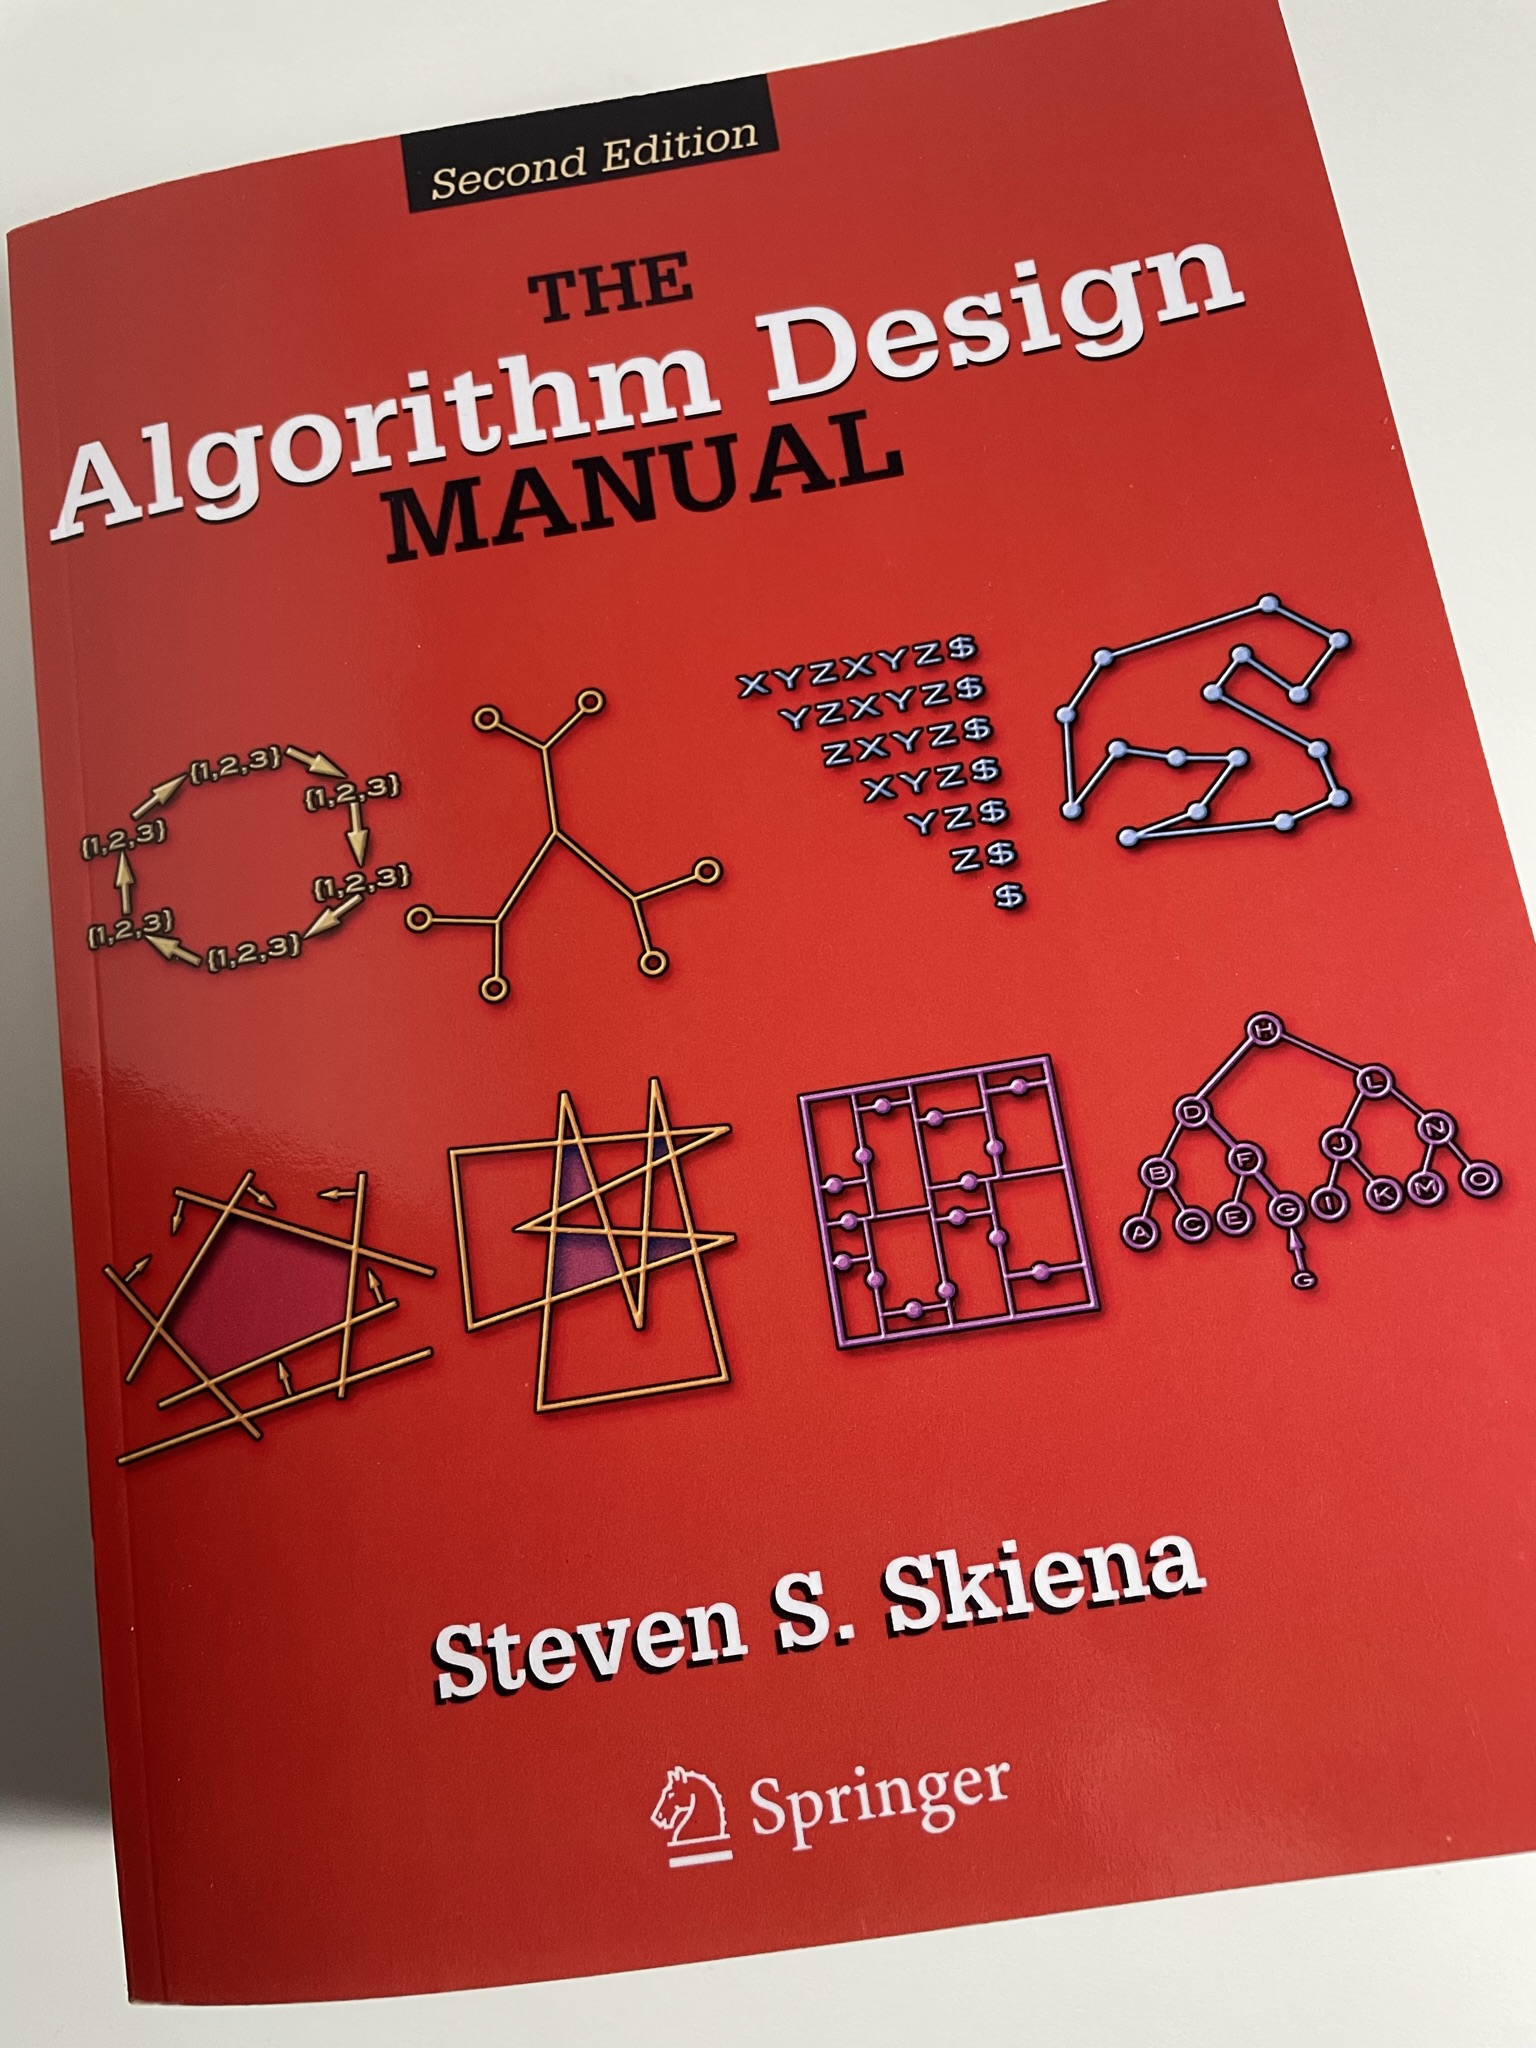 Second Edition
THE
Algorithm Design
MANUAL
{1,2,3}
{1,2,3}
{1,2,3}
{1,2,3}
{1,2,3}
{1,2,3}
XYZXYZ$
YZXYZ$
ZXYZ$
XYZ$
YZ$
Z$
$
H
D L
B F J N
A C E G I K M O
G
Steven S. Skiena
Springer